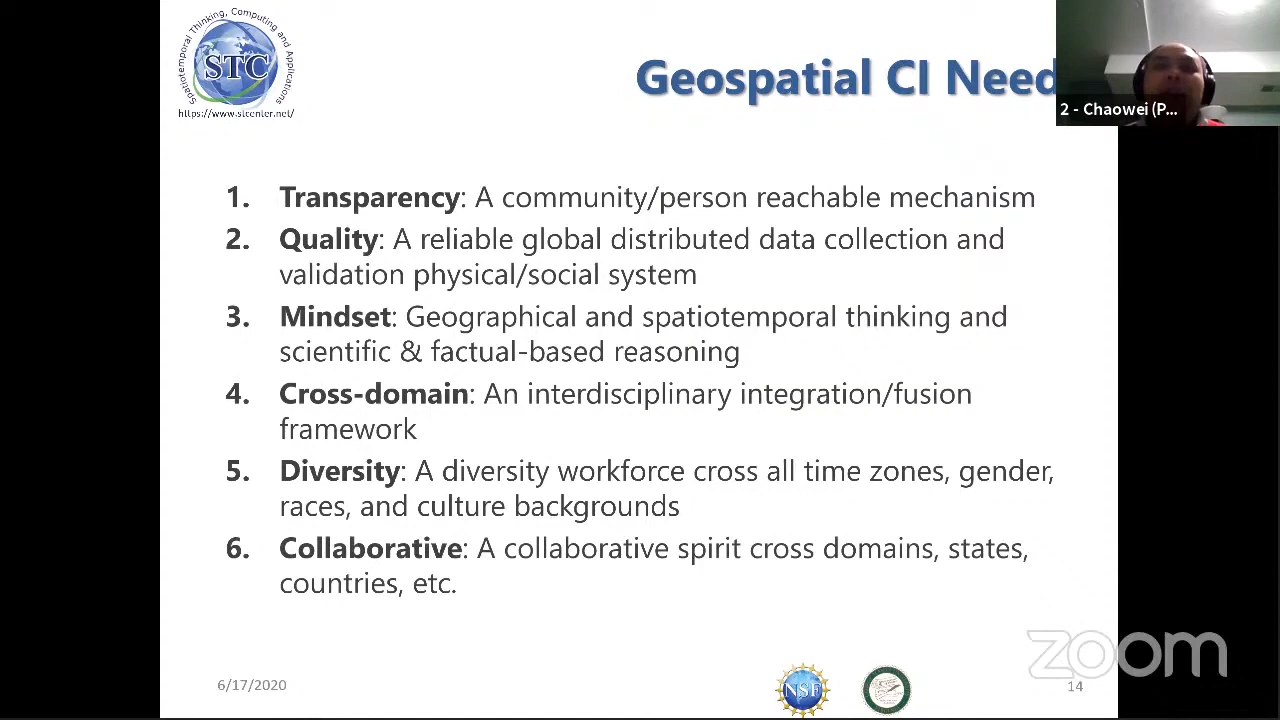 Spatiotemporal Thinking, Computing and Applications
STC
https://www.stcenter.net/
Geospatial CI Need
2 - Chaowei (P...
1. Transparency: A community/person reachable mechanism
2. Quality: A reliable global distributed data collection and
validation physical/social system
3. Mindset: Geographical and spatiotemporal thinking and
scientific & factual-based reasoning
4. Cross-domain: An interdisciplinary integration/fusion
framework
5. Diversity: A diversity workforce cross all time zones, gender,
races, and culture backgrounds
6. Collaborative: A collaborative spirit cross domains, states,
countries, etc.
zoom
6/17/2020
NSF
14